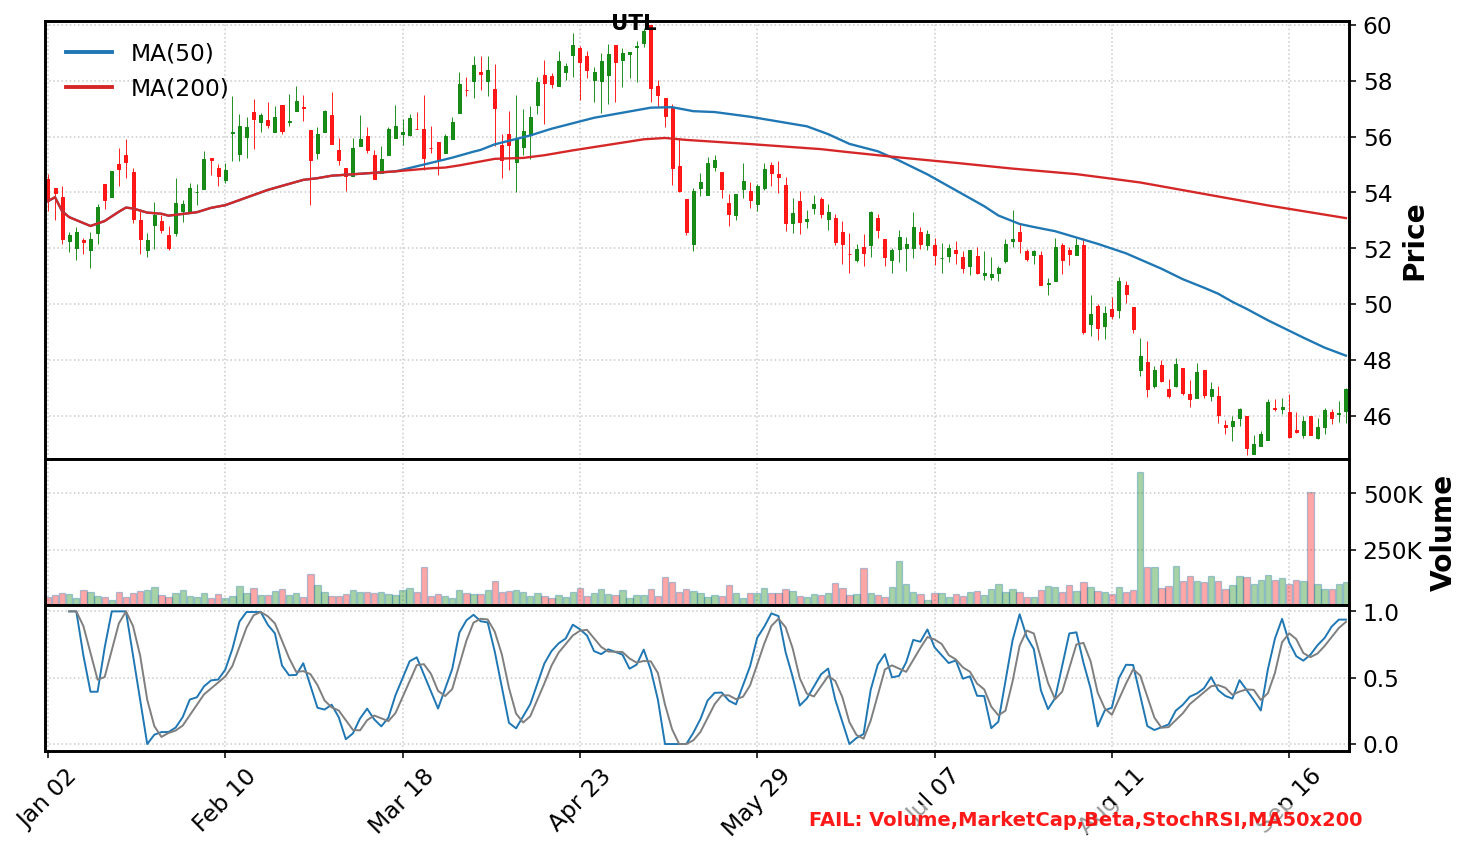 UTL
MA(50)
MA(200)
60
58
56
54
52
50
48
46
Price
500K
250K
Volume
1.0
0.5
0.0
Jan 02
Feb 10
Mar 18
Apr 23
May 29
Jul 07
Aug 11
Sep 16
FAIL: Volume,MarketCap,Beta,StochRSI,MA50x200